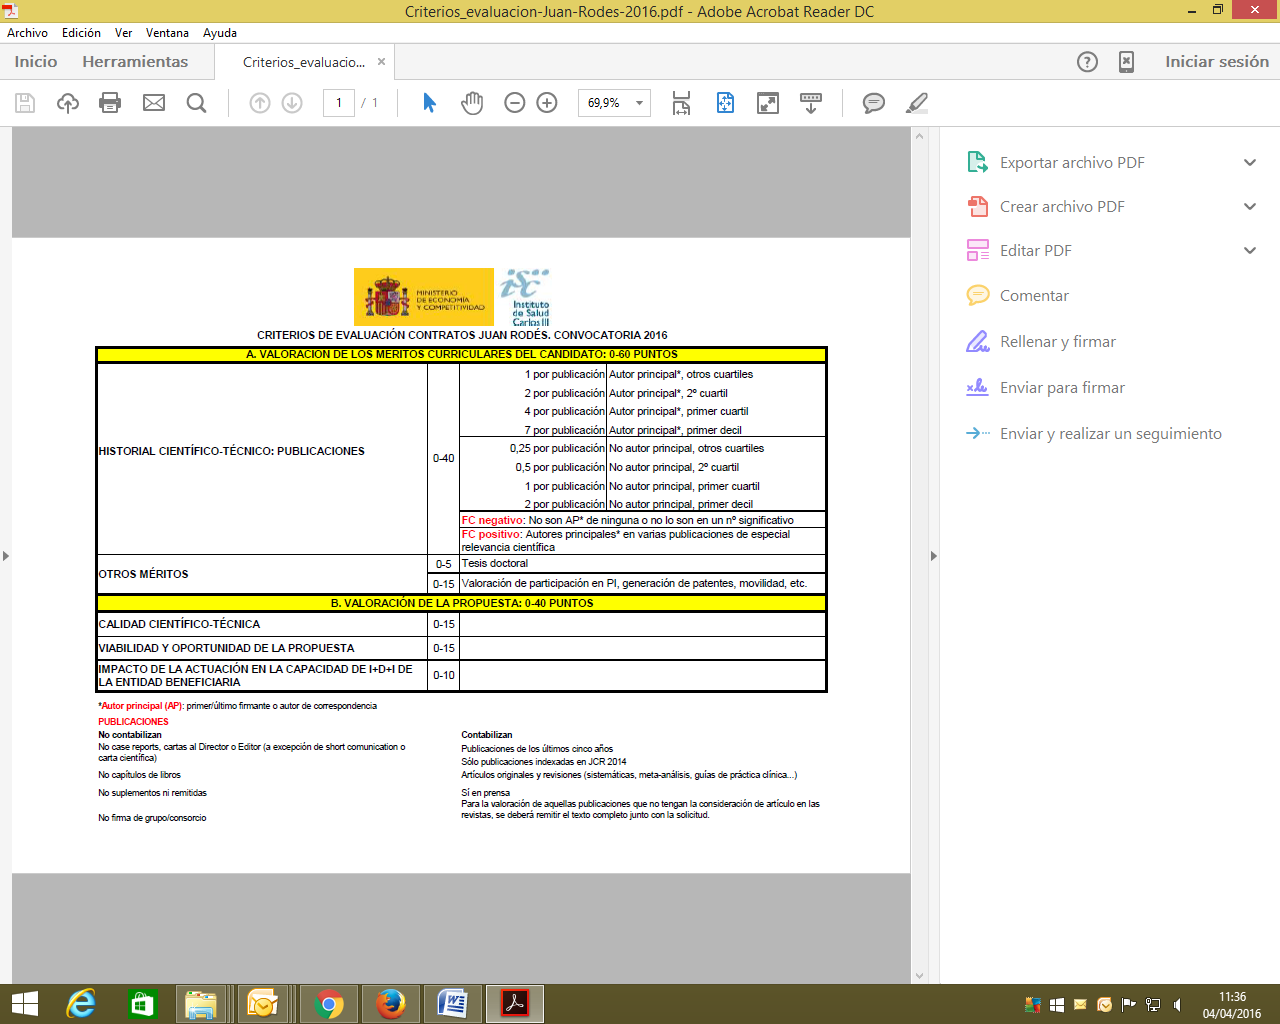 Criterios_evaluacion-Juan-Rodes-2016.pdf - Adobe Acrobat Reader DC
Archivo Edición Ver Ventana Ayuda
Inicio Herramientas Criterios_evaluacio... × Iniciar sesión
1 / 1 69,9%
Exportar archivo PDF
Crear archivo PDF
Editar PDF
Comentar
Rellenar y firmar
Enviar para firmar
Enviar y realizar un seguimiento
MINISTERIO
DE ECONOMÍA
Y COMPETITIVIDAD
isc
Instituto
de Salud
Carlos III
CRITERIOS DE EVALUACIÓN CONTRATOS JUAN RODÉS. CONVOCATORIA 2016
A. VALORACIÓN DE LOS MÉRITOS CURRICULARES DEL CANDIDATO: 0-60 PUNTOS
HISTORIAL CIENTÍFICO-TÉCNICO: PUBLICACIONES
0-40
1 por publicación Autor principal*, otros cuartiles
2 por publicación Autor principal*, 2º cuartil
4 por publicación Autor principal*, primer cuartil
7 por publicación Autor principal*, primer decil
0,25 por publicación No autor principal, otros cuartiles
0,5 por publicación No autor principal, 2º cuartil
1 por publicación No autor principal, primer cuartil
2 por publicación No autor principal, primer decil
FC negativo: No son AP* de ninguna o no lo son en un nº significativo
FC positivo: Autores principales* en varias publicaciones de especial
relevancia científica
OTROS MÉRITOS
0-5 Tesis doctoral
0-15 Valoración de participación en PI, generación de patentes, movilidad, etc.
B. VALORACIÓN DE LA PROPUESTA: 0-40 PUNTOS
CALIDAD CIENTÍFICO-TÉCNICA 0-15
VIABILIDAD Y OPORTUNIDAD DE LA PROPUESTA 0-15
IMPACTO DE LA ACTUACIÓN EN LA CAPACIDAD DE I+D+I DE
LA ENTIDAD BENEFICIARIA
0-10
*Autor principal (AP): primer/último firmante o autor de correspondencia
PUBLICACIONES
No contabilizan
No case reports, cartas al Director o Editor (a excepción de short comunication o
carta científica)
No capítulos de libros
No suplementos ni remitidas
No firma de grupo/consorcio
Contabilizan
Publicaciones de los últimos cinco años
Sólo publicaciones indexadas en JCR 2014
Artículos originales y revisiones (sistemáticas, meta-análisis, guías de práctica clínica...)
Sí en prensa
Para la valoración de aquellas publicaciones que no tengan la consideración de artículo en las
revistas, se deberá remitir el texto completo junto con la solicitud.
11:36
04/04/2016